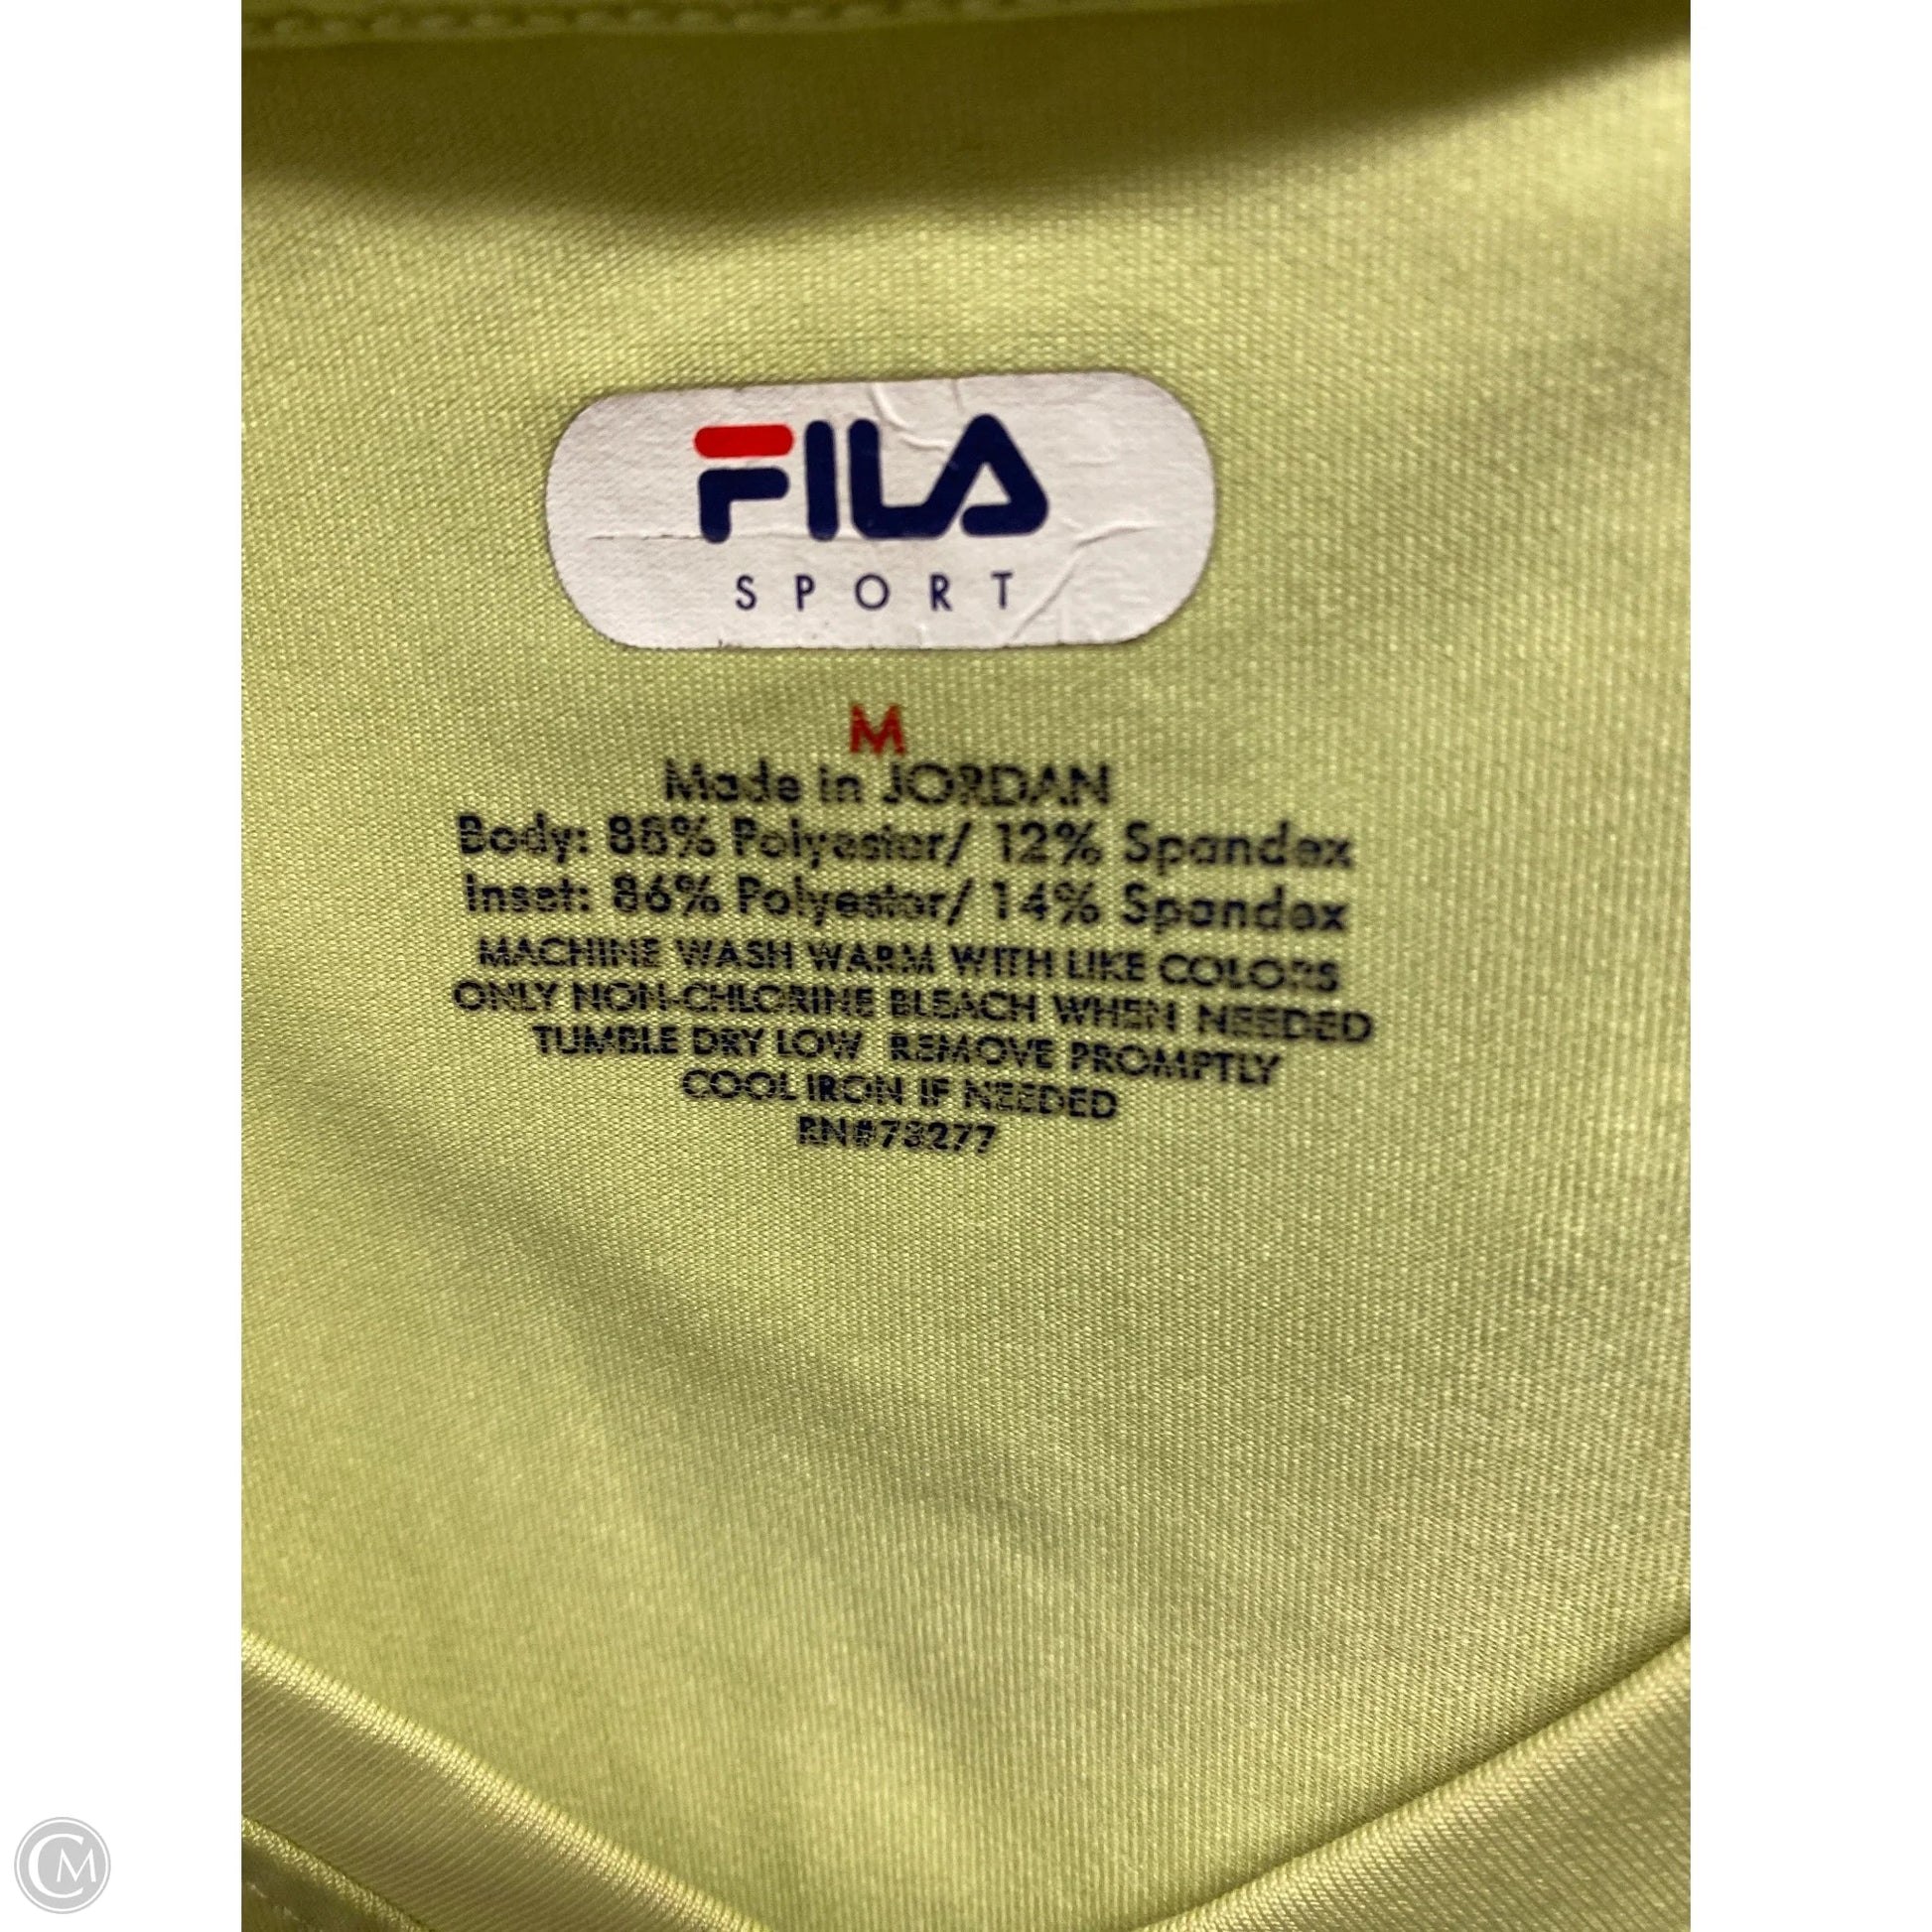 FILA
SPORT
M
Made in JORDAN
Body: 88% Polyester/ 12% Spandex
Inset: 86% Polyester/ 14% Spandex
MACHINE WASH WARM WITH LIKE COLORS
ONLY NON-CHLORINE BLEACH WHEN NEEDED
TUMBLE DRY LOW REMOVE PROMPTLY
COOL IRON IF NEEDED
RN#73277
CM